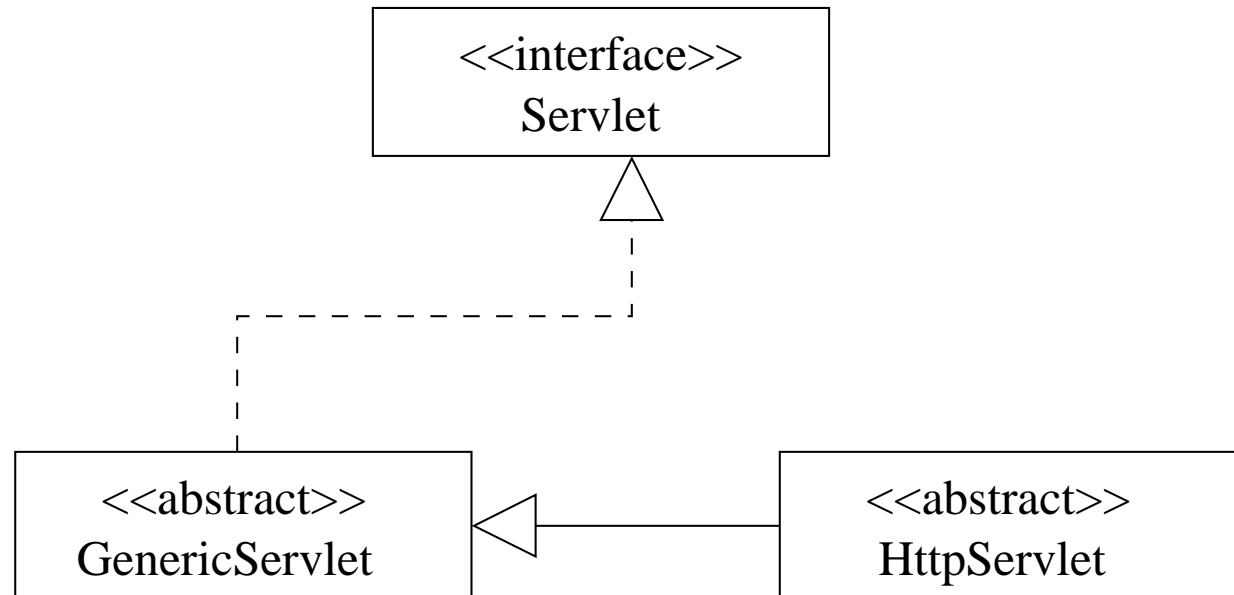 <<interface>>
Servlet
<<abstract>>
GenericServlet
<<abstract>>
HttpServlet